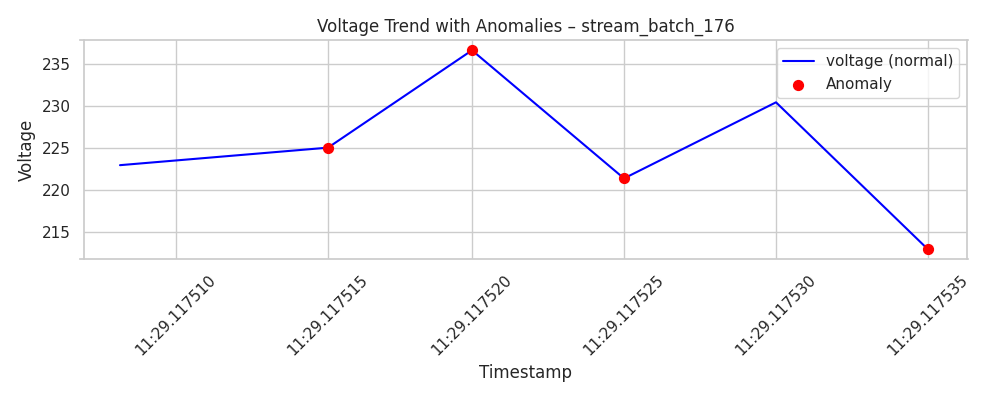 Voltage Trend with Anomalies – stream_batch_176
voltage (normal)
Anomaly
Voltage
235
230
225
220
215
11:29.117510
11:29.117515
11:29.117520
11:29.117525
11:29.117530
11:29.117535
Timestamp